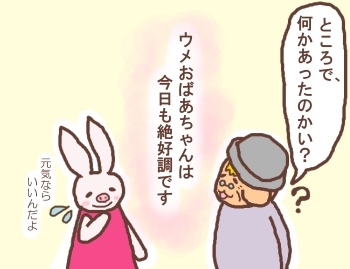 ところで、
何かあったのかい?
?
ウメおばあちゃんは
今日も絶好調です
元気なら
いいんだよ